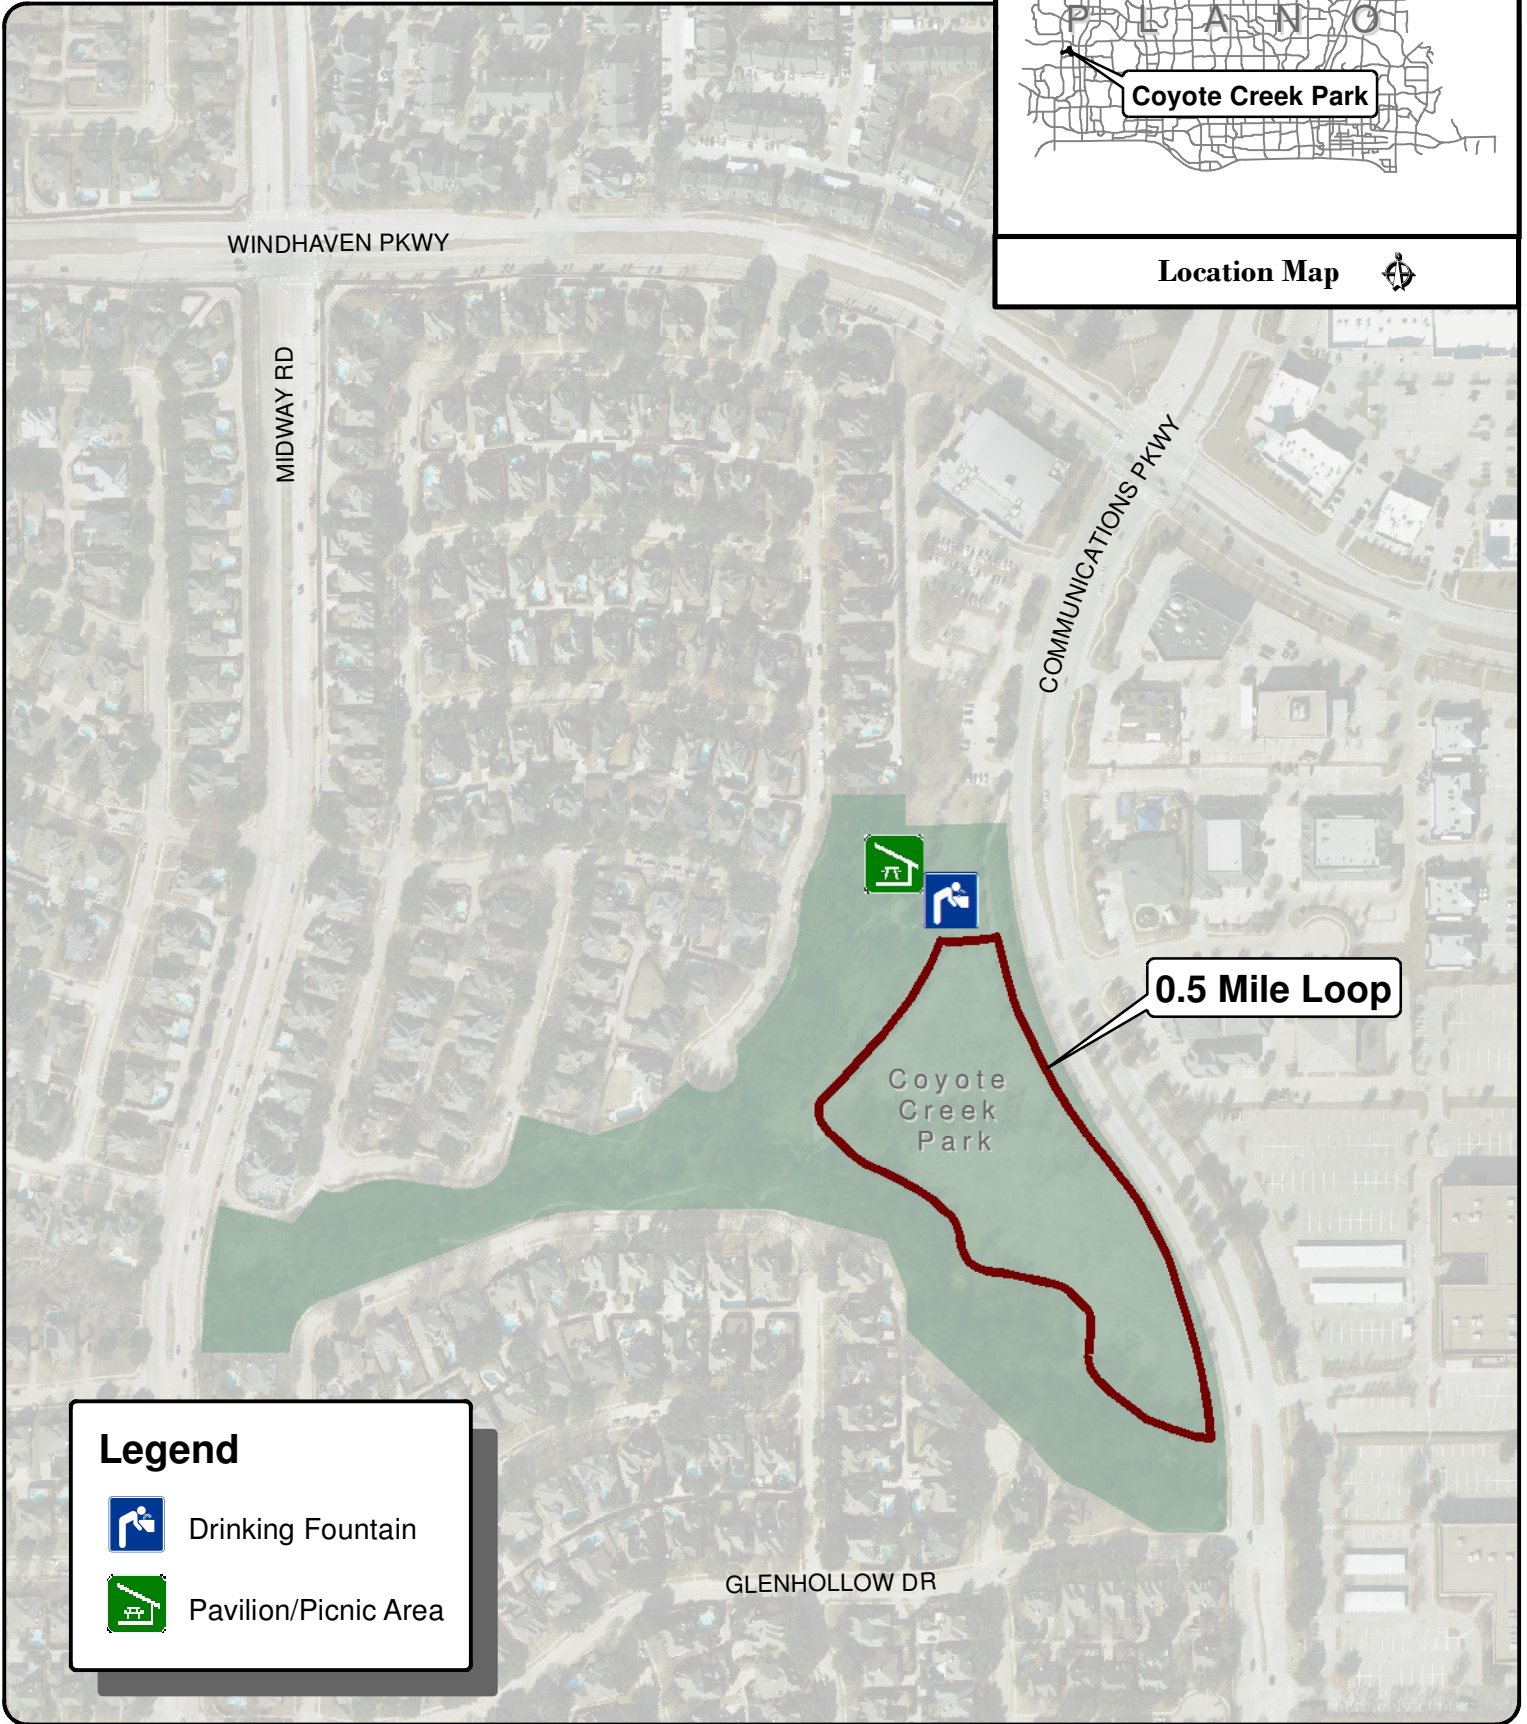 P L A N O
Coyote Creek Park
Location Map
WINDHAVEN PKWY
MIDWAY RD
COMMUNICATIONS PKWY
0.5 Mile Loop
Coyote
Creek
Park
Legend
Drinking Fountain
Pavilion/Picnic Area
GLENHOLLOW DR